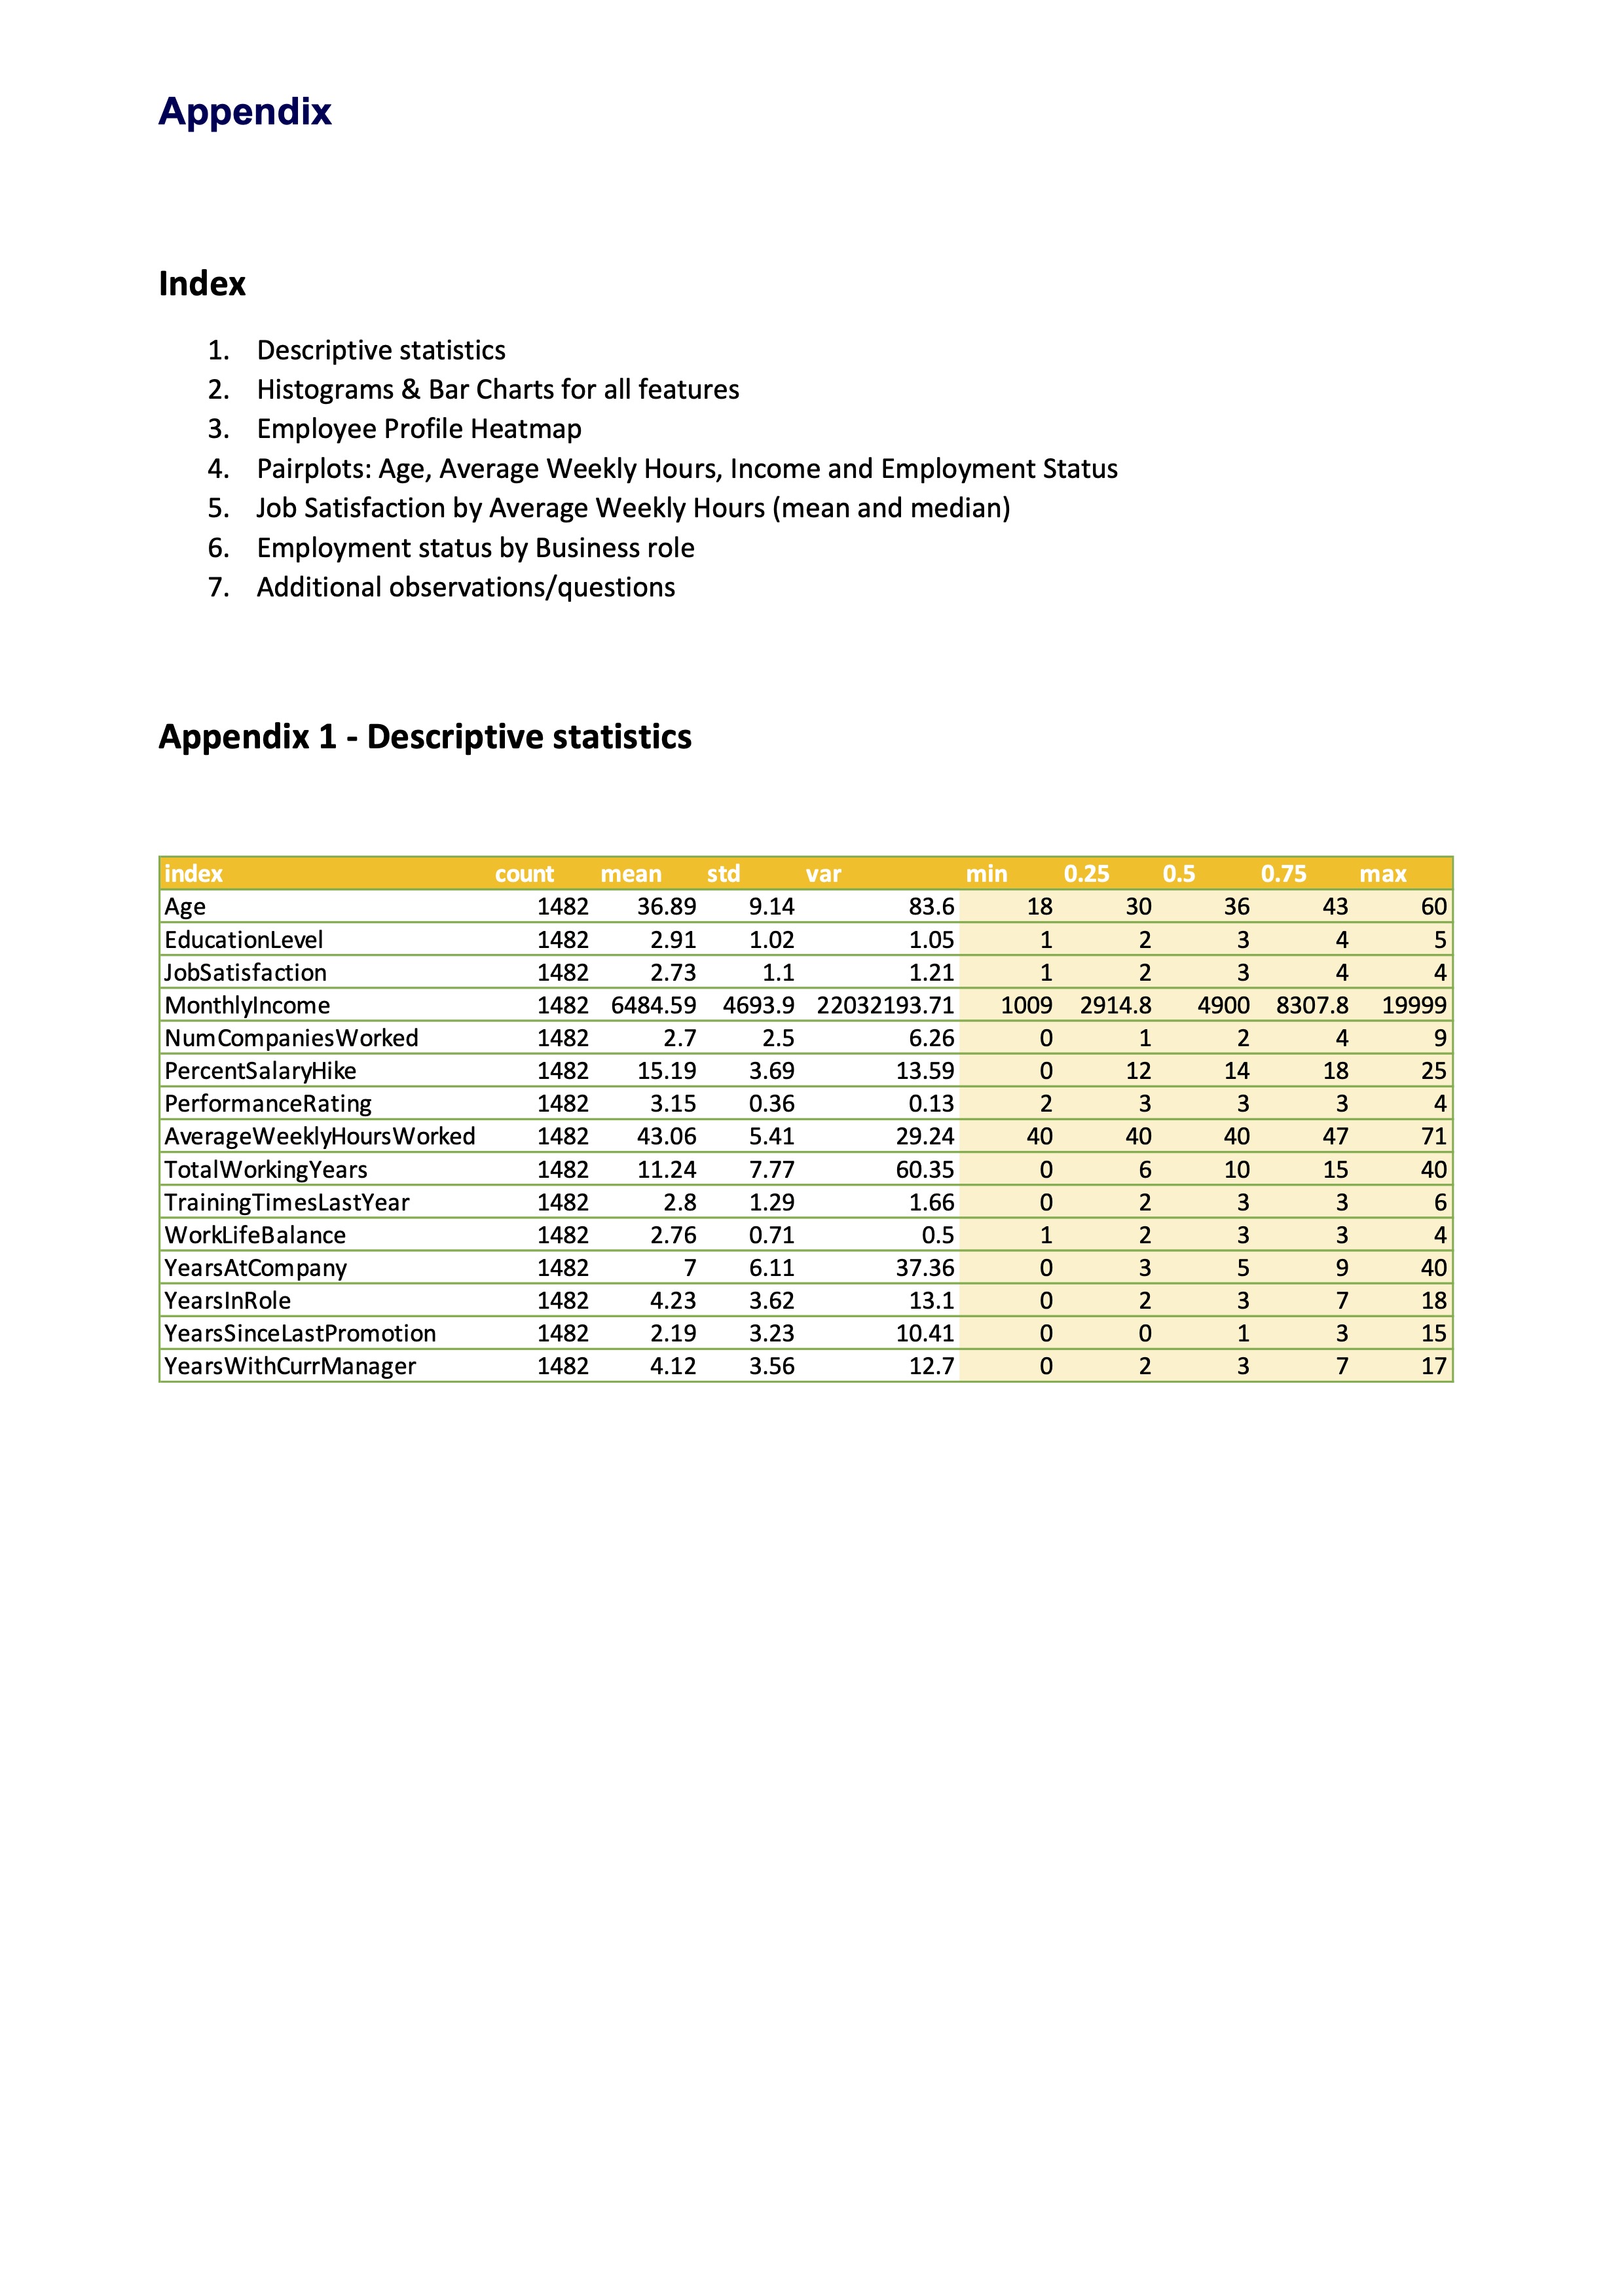 Appendix
Index
1. Descriptive statistics
2. Histograms & Bar Charts for all features
3. Employee Profile Heatmap
4. Pairplots: Age, Average Weekly Hours, Income and Employment Status
5. Job Satisfaction by Average Weekly Hours (mean and median)
6. Employment status by Business role
7. Additional observations/questions
Appendix 1 - Descriptive statistics
index count mean std var min 0.25 0.5 0.75 max
Age 1482 36.89 9.14 83.6 18 30 36 43 60
EducationLevel 1482 2.91 1.02 1.05 1 2 3 4 5
JobSatisfaction 1482 2.73 1.1 1.21 1 2 3 4 4
MonthlyIncome 1482 6484.59 4693.9 22032193.71 1009 2914.8 4900 8307.8 19999
NumCompaniesWorked 1482 2.7 2.5 6.26 0 1 2 4 9
PercentSalaryHike 1482 15.19 3.69 13.59 0 12 14 18 25
PerformanceRating 1482 3.15 0.36 0.13 2 3 3 3 4
AverageWeeklyHoursWorked 1482 43.06 5.41 29.24 40 40 40 47 71
TotalWorkingYears 1482 11.24 7.77 60.35 0 6 10 15 40
TrainingTimesLastYear 1482 2.8 1.29 1.66 0 2 3 3 6
WorkLifeBalance 1482 2.76 0.71 0.5 1 2 3 3 4
YearsAtCompany 1482 7 6.11 37.36 0 3 5 9 40
YearsInRole 1482 4.23 3.62 13.1 0 2 3 7 18
YearsSinceLastPromotion 1482 2.19 3.23 10.41 0 0 1 3 15
YearsWithCurrManager 1482 4.12 3.56 12.7 0 2 3 7 17